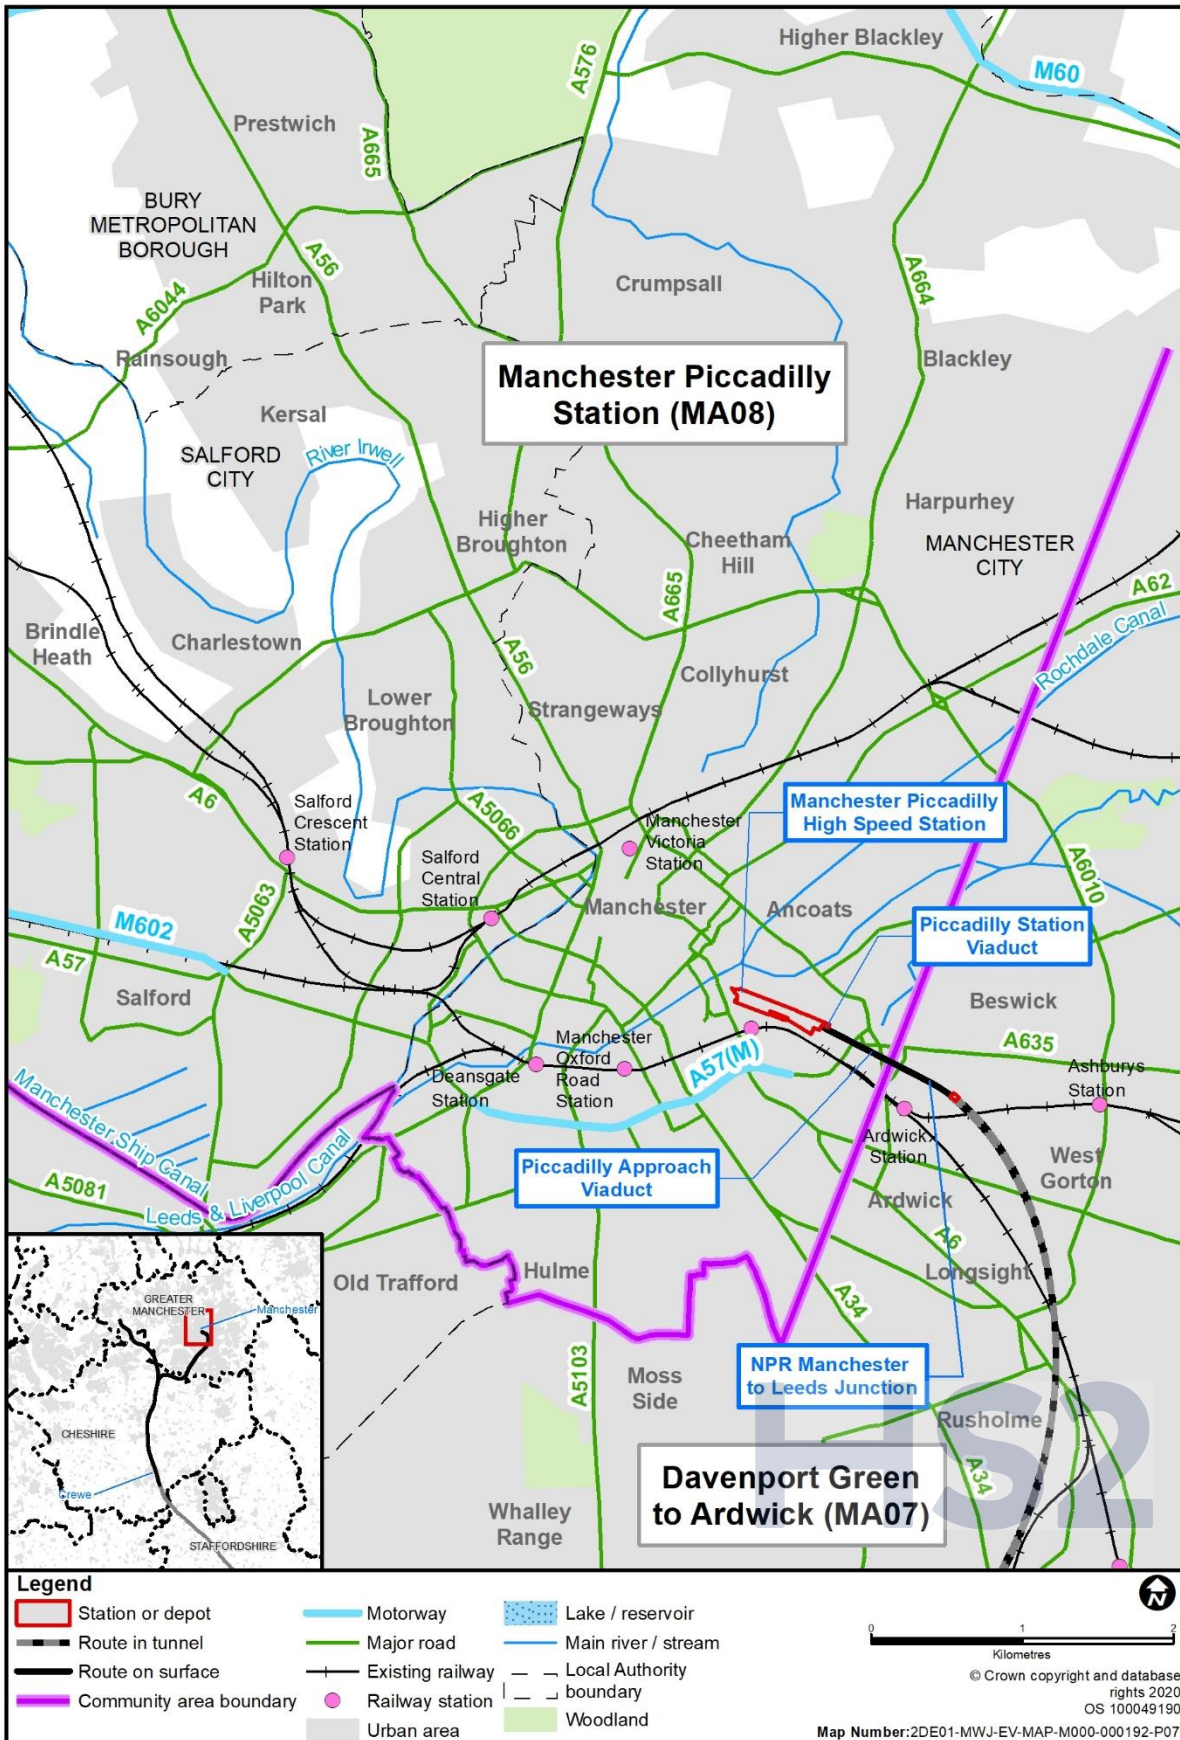 Higher Blackley
A576
M60
Prestwich
A665
BURY
METROPOLITAN
BOROUGH
A56
Hilton
Park
Crumpsall
A664
A6044
Rainsough
Blackley
Manchester Piccadilly
Station (MA08)
Kersal
SALFORD
CITY
River Irwell
Harpurhey
Higher
Broughton
Cheetham
Hill
MANCHESTER
CITY
A665
A62
Rochdale Canal
Brindle
Heath
Charlestown
A56
Collyhurst
Lower
Broughton
Strangeways
A6
Salford
Crescent
Station
A5066
Manchester
Victoria
Station
Manchester Piccadilly
High Speed Station
Salford
Central
Station
A6010
A5063
M602
Manchester
Ancoats
Piccadilly Station
Viaduct
A57
Salford
Beswick
Manchester
Oxford
Road
Station
A635
A57(M)
Deansgate
Station
Ashburys
Station
Manchester Ship Canal
Ardwick
Station
West
Gorton
Piccadilly Approach
Viaduct
A5081
Leeds & Liverpool Canal
Ardwick
A6
Old Trafford
Hulme
Longsight
A34
GREATER
MANCHESTER
Manchester
A5103
Moss
Side
NPR Manchester
to Leeds Junction
Rusholme
HS2
CHESHIRE
A34
Davenport Green
to Ardwick (MA07)
Crewe
Whalley
Range
STAFFORDSHIRE
Legend
Station or depot
Route in tunnel
Route on surface
Community area boundary
Motorway
Major road
Existing railway
Railway station
Urban area
Lake / reservoir
Main river / stream
Local Authority
boundary
Woodland
N
0 1 2
Kilometres
© Crown copyright and database
rights 2020
OS 100049190
Map Number:2DE01-MWJ-EV-MAP-M000-000192-P07